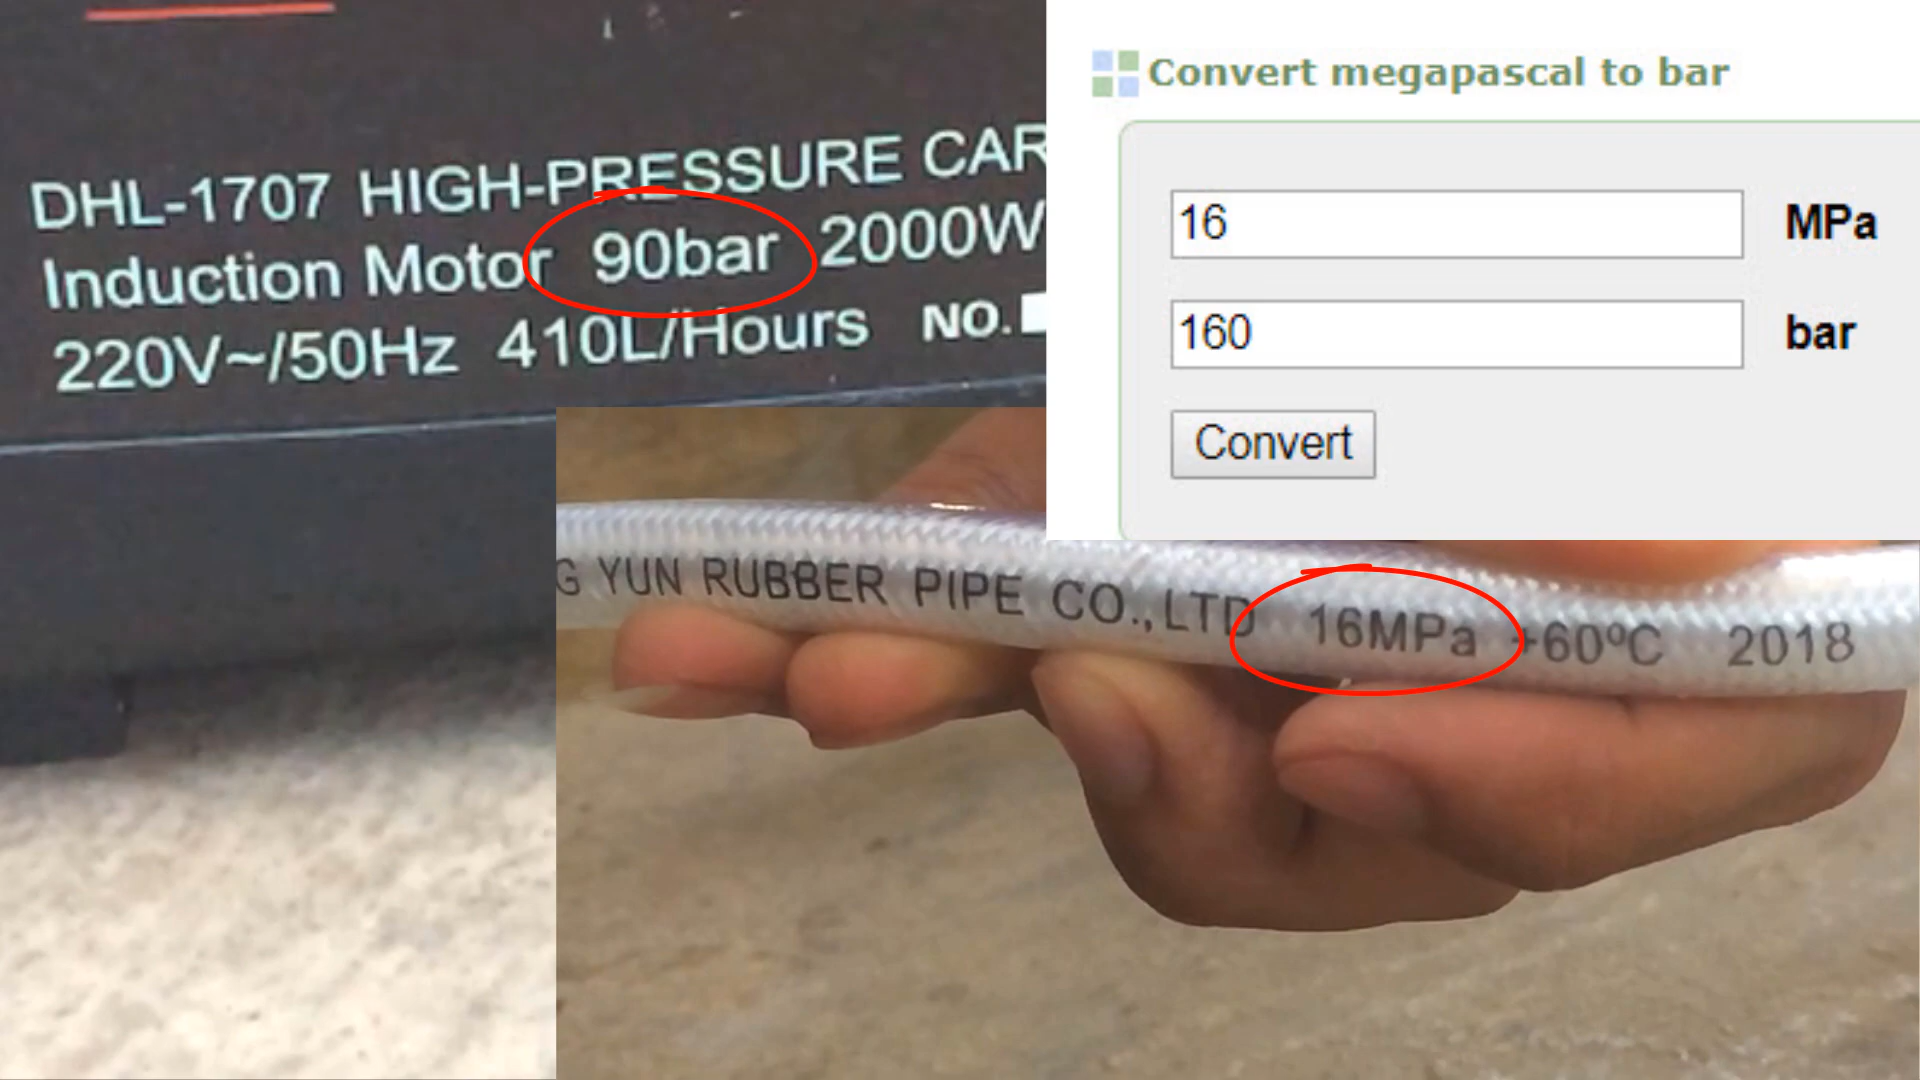 DHL-1707 HIGH-PRESSURE CAR
Induction Motor 90bar 2000W
220V~/50Hz 410L/Hours NO.
Convert megapascal to bar
16 MPa
160 bar
Convert
G YUN RUBBER PIPE CO.,LTD 16MPa +60ºC 2018